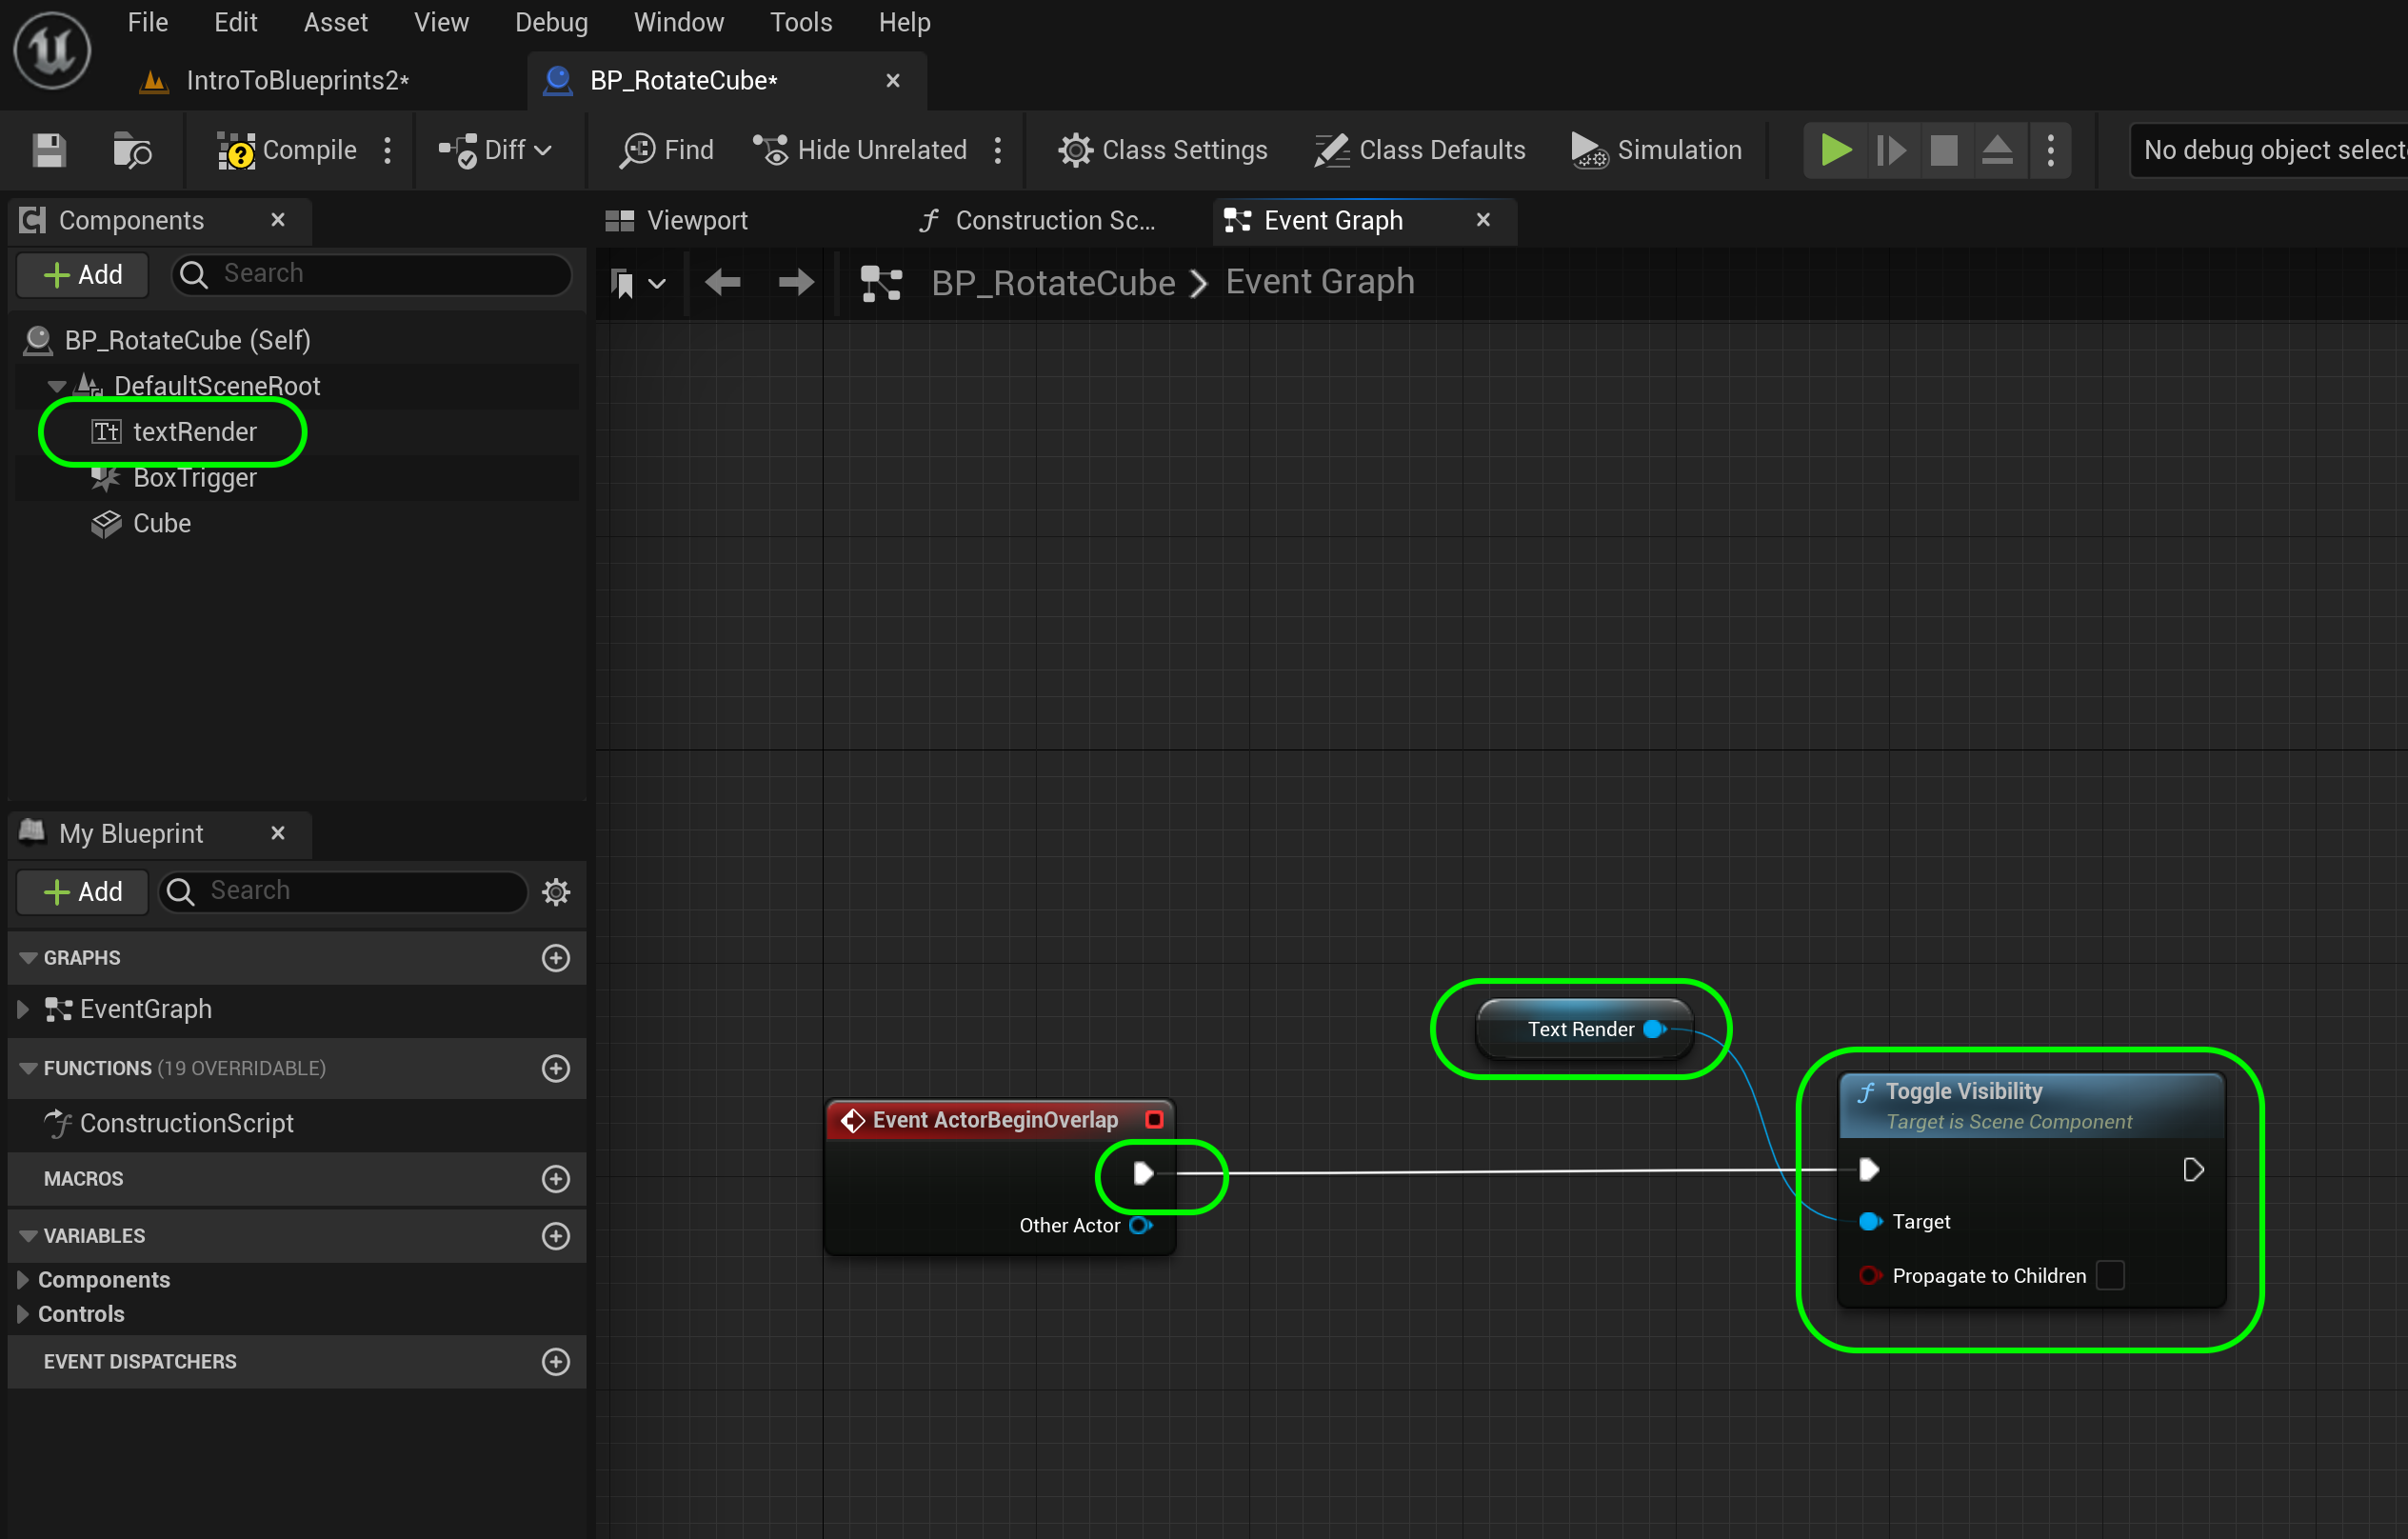 File Edit Asset View Debug Window Tools Help
IntroToBlueprints2*
BP_RotateCube*
Compile
Diff
Find
Hide Unrelated
Class Settings
Class Defaults
Simulation
No debug object select
Components
Viewport
Construction Sc...
Event Graph
Add
Search
BP_RotateCube > Event Graph
BP_RotateCube (Self)
DefaultSceneRoot
Tt textRender
BoxTrigger
Cube
My Blueprint
Add
Search
GRAPHS
EventGraph
FUNCTIONS (19 OVERRIDABLE)
ConstructionScript
MACROS
VARIABLES
Components
Controls
EVENT DISPATCHERS
Text Render
Event ActorBeginOverlap
Other Actor
f Toggle Visibility
Target is Scene Component
Target
Propagate to Children